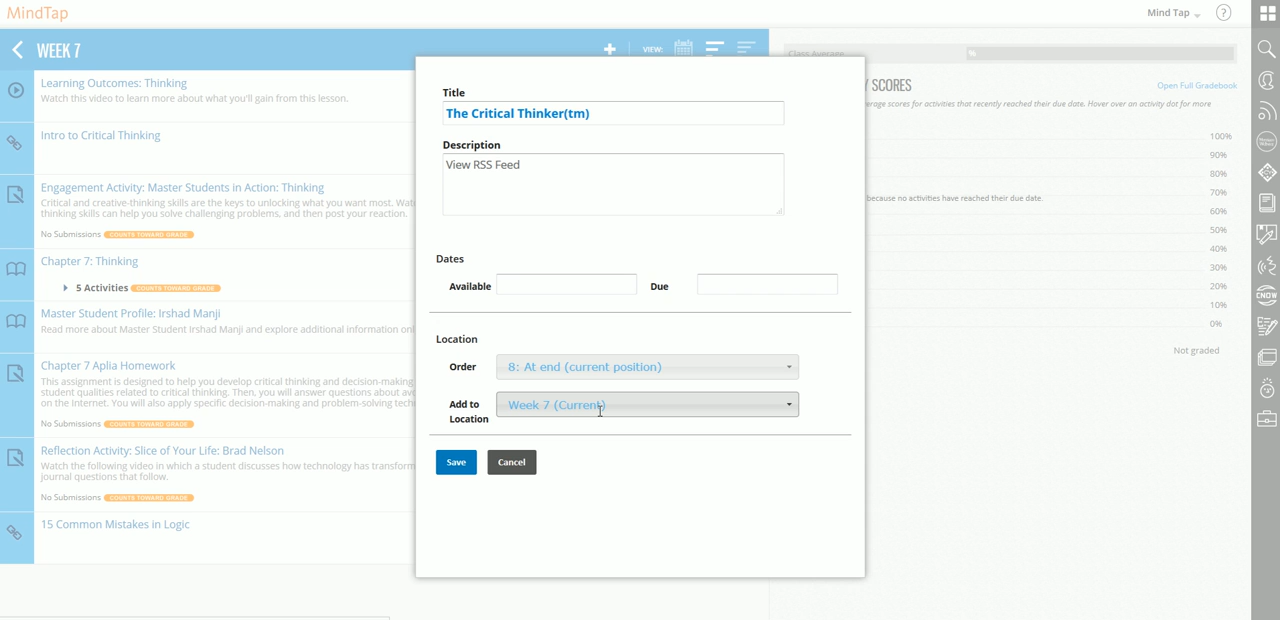 MindTap
Mind Tap
?
WEEK 7
VIEW:
Learning Outcomes: Thinking
Watch this video to learn more about what you'll gain from this lesson.
Intro to Critical Thinking
Engagement Activity: Master Students in Action: Thinking
Critical and creative-thinking skills are the keys to unlocking what you want most.
thinking skills can help you solve challenging problems, and then post your reaction.
No Submissions COUNTS TOWARD GRADE
Chapter 7: Thinking
5 Activities COUNTS TOWARD GRADE
Master Student Profile: Irshad Manji
Read more about Master Student Irshad Manji and explore additional information
Chapter 7 Aplia Homework
This assignment is designed to help you develop critical thinking and decision-making
student qualities related to critical thinking. Then, you will answer questions about
on the Internet. You will also apply specific decision-making and
No Submissions COUNTS TOWARD GRADE
Reflection Activity: Slice of Your Life: Brad Nelson
Watch the following video in which a student discusses how technology has
journal questions that follow.
No Submissions COUNTS TOWARD GRADE
15 Common Mistakes in Logic
Title
The Critical Thinker(tm)
Description
View RSS Feed
Dates
Available
Due
Location
Order
8: At end (current position)
Add to
Location
Week 7 (Current)
Save
Cancel
Class Average
%
SCORES
Open Full Gradebook
scores for activities that recently reached their due date. Hover over an activity dot for more
100%
90%
80%
70%
because no activities have reached their due date.
60%
50%
40%
30%
20%
10%
0%
Not graded
CNOW